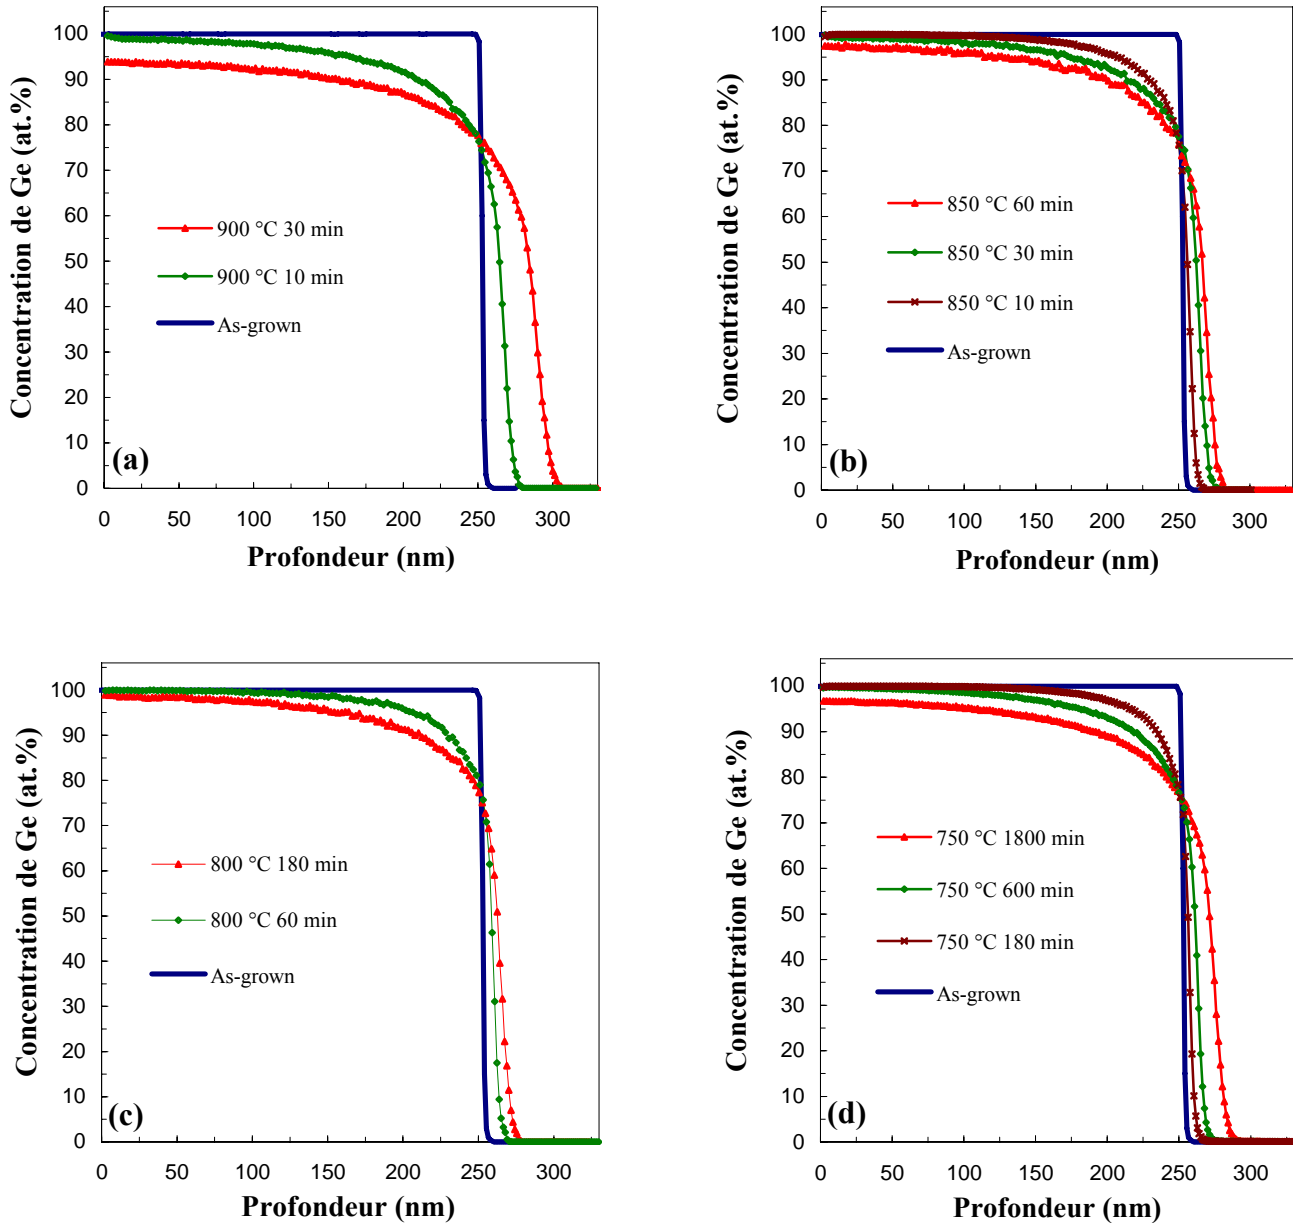 100
90
80
70
60
50
40
30
20
10
0
Concentration de Ge (at.%)
900 °C 30 min
900 °C 10 min
As-grown
(a)
0 50 100 150 200 250 300
Profondeur (nm)
100
90
80
70
60
50
40
30
20
10
0
Concentration de Ge (at.%)
850 °C 60 min
850 °C 30 min
850 °C 10 min
As-grown
(b)
0 50 100 150 200 250 300
Profondeur (nm)
100
90
80
70
60
50
40
30
20
10
0
Concentration de Ge (at.%)
800 °C 180 min
800 °C 60 min
As-grown
(c)
0 50 100 150 200 250 300
Profondeur (nm)
100
90
80
70
60
50
40
30
20
10
0
Concentration de Ge (at.%)
750 °C 1800 min
750 °C 600 min
750 °C 180 min
As-grown
(d)
0 50 100 150 200 250 300
Profondeur (nm)